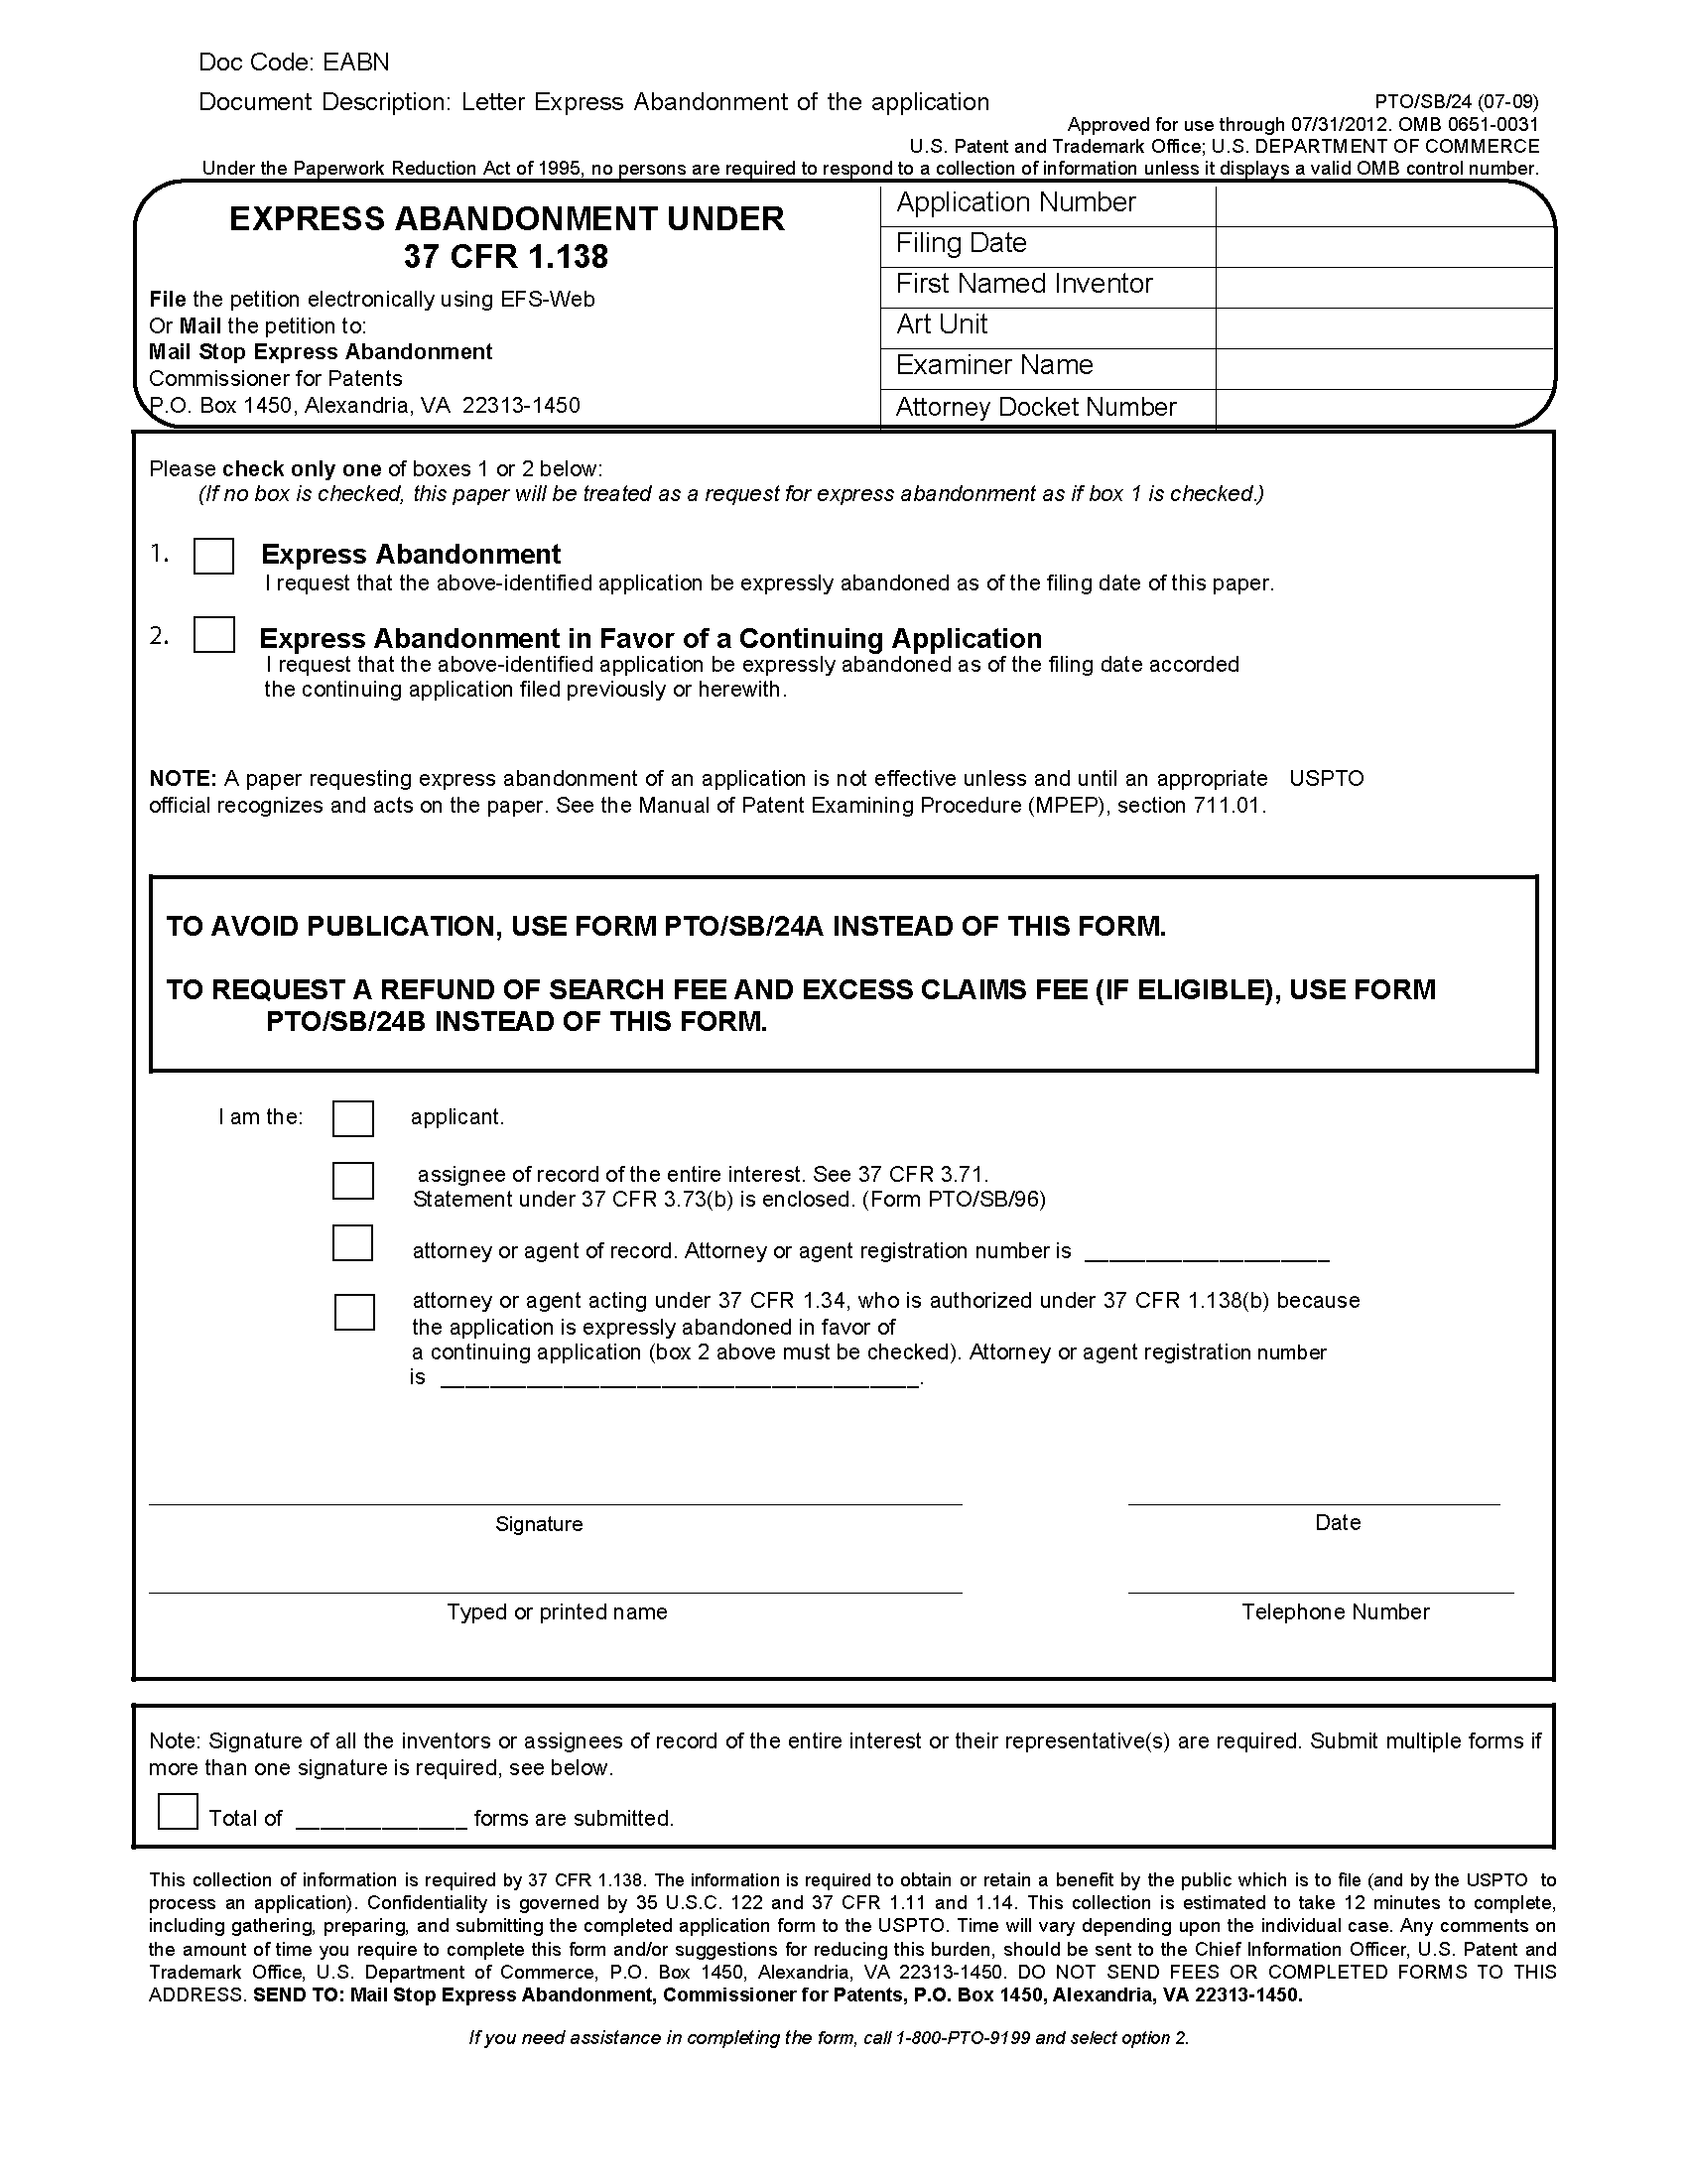 Doc Code: EABN
Document Description: Letter Express Abandonment of the application
PTO/SB/24 (07-09)
Approved for use through 07/31/2012. OMB 0651-0031
U.S. Patent and Trademark Office; U.S. DEPARTMENT OF COMMERCE
Under the Paperwork Reduction Act of 1995, no persons are required to respond to a collection of information unless it displays a valid OMB control number.
EXPRESS ABANDONMENT UNDER
37 CFR 1.138
File the petition electronically using EFS-Web
Or Mail the petition to:
Mail Stop Express Abandonment
Commissioner for Patents
P.O. Box 1450, Alexandria, VA 22313-1450
Application Number
Filing Date
First Named Inventor
Art Unit
Examiner Name
Attorney Docket Number
Please check only one of boxes 1 or 2 below:
(If no box is checked, this paper will be treated as a request for express abandonment as if box 1 is checked.)
1. Express Abandonment
I request that the above-identified application be expressly abandoned as of the filing date of this paper.
2. Express Abandonment in Favor of a Continuing Application
I request that the above-identified application be expressly abandoned as of the filing date accorded
the continuing application filed previously or herewith.
NOTE: A paper requesting express abandonment of an application is not effective unless and until an appropriate USPTO
official recognizes and acts on the paper. See the Manual of Patent Examining Procedure (MPEP), section 711.01.
TO AVOID PUBLICATION, USE FORM PTO/SB/24A INSTEAD OF THIS FORM.
TO REQUEST A REFUND OF SEARCH FEE AND EXCESS CLAIMS FEE (IF ELIGIBLE), USE FORM
PTO/SB/24B INSTEAD OF THIS FORM.
I am the: applicant.
assignee of record of the entire interest. See 37 CFR 3.71.
Statement under 37 CFR 3.73(b) is enclosed. (Form PTO/SB/96)
attorney or agent of record. Attorney or agent registration number is ____________________
attorney or agent acting under 37 CFR 1.34, who is authorized under 37 CFR 1.138(b) because
the application is expressly abandoned in favor of
a continuing application (box 2 above must be checked). Attorney or agent registration number
is _______________________________________.
Signature
Date
Typed or printed name
Telephone Number
Note: Signature of all the inventors or assignees of record of the entire interest or their representative(s) are required. Submit multiple forms if
more than one signature is required, see below.
Total of ______________ forms are submitted.
This collection of information is required by 37 CFR 1.138. The information is required to obtain or retain a benefit by the public which is to file (and by the USPTO to
process an application). Confidentiality is governed by 35 U.S.C. 122 and 37 CFR 1.11 and 1.14. This collection is estimated to take 12 minutes to complete,
including gathering, preparing, and submitting the completed application form to the USPTO. Time will vary depending upon the individual case. Any comments on
the amount of time you require to complete this form and/or suggestions for reducing this burden, should be sent to the Chief Information Officer, U.S. Patent and
Trademark Office, U.S. Department of Commerce, P.O. Box 1450, Alexandria, VA 22313-1450. DO NOT SEND FEES OR COMPLETED FORMS TO THIS
ADDRESS. SEND TO: Mail Stop Express Abandonment, Commissioner for Patents, P.O. Box 1450, Alexandria, VA 22313-1450.
If you need assistance in completing the form, call 1-800-PTO-9199 and select option 2.